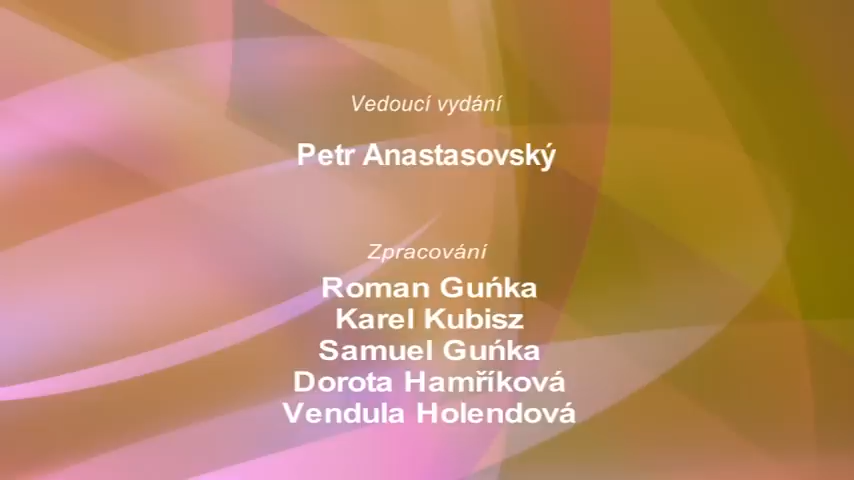 Vedoucí vydání
Petr Anastasovský
Zpracování
Roman Guńka
Karel Kubisz
Samuel Guńka
Dorota Hamříková
Vendula Holendová